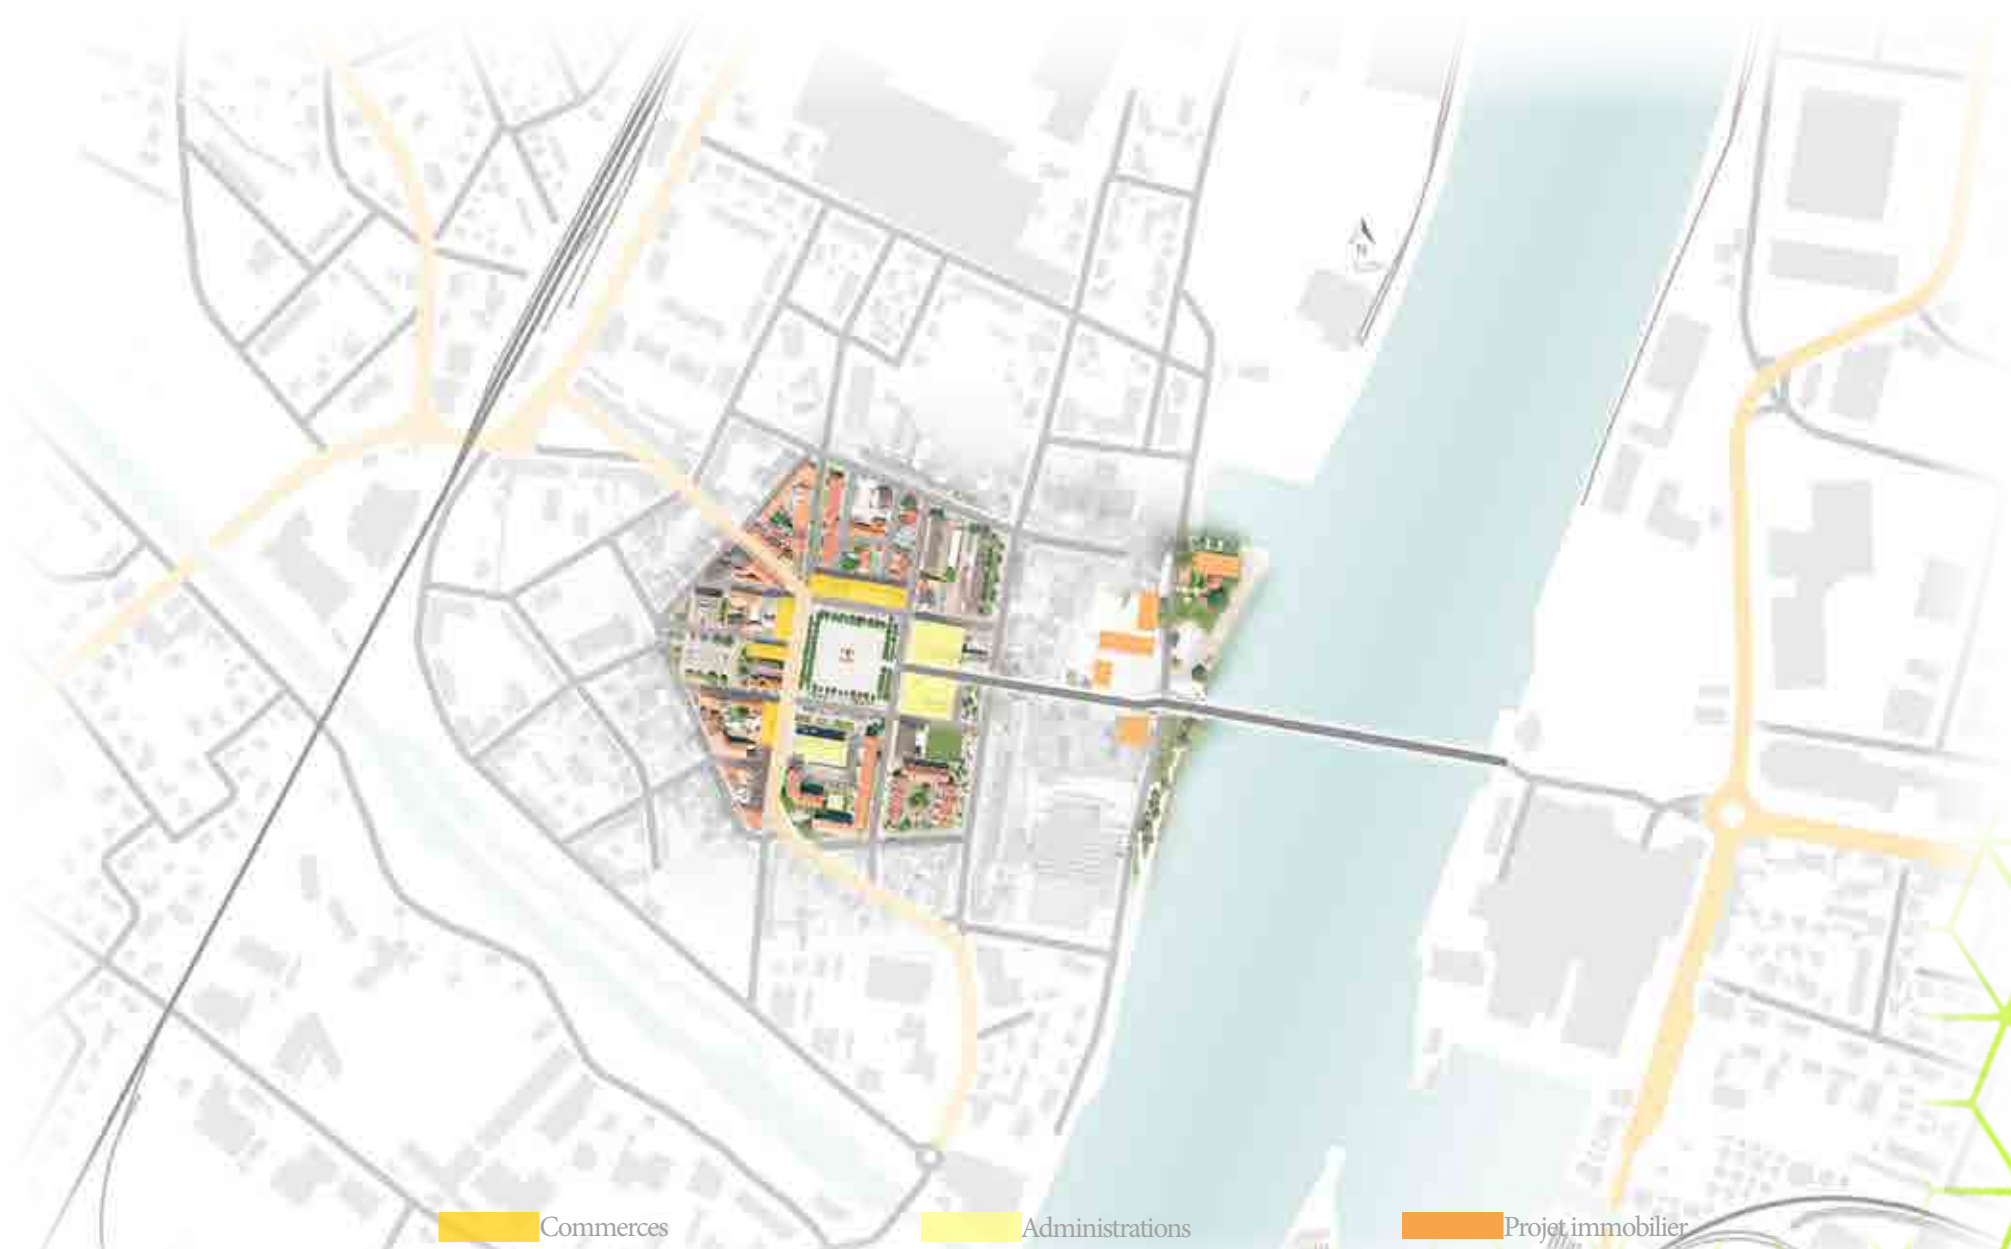 N
Commerces
Administrations
Projet immobilier